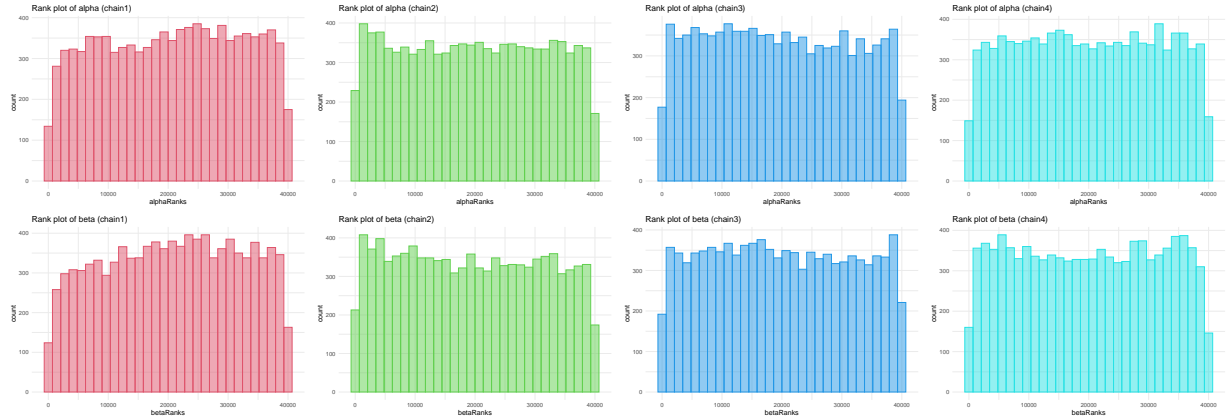 Rank plot of alpha (chain1)
400
300
200
100
0
count
0 10000 20000 30000 40000
alphaRanks
Rank plot of alpha (chain2)
400
300
200
100
0
count
0 10000 20000 30000 40000
alphaRanks
Rank plot of alpha (chain3)
300
200
100
0
count
0 10000 20000 30000 40000
alphaRanks
Rank plot of alpha (chain4)
400
300
200
100
0
count
0 10000 20000 30000 40000
alphaRanks
Rank plot of beta (chain1)
400
300
200
100
0
count
0 10000 20000 30000 40000
betaRanks
Rank plot of beta (chain2)
400
300
200
100
0
count
0 10000 20000 30000 40000
betaRanks
Rank plot of beta (chain3)
400
300
200
100
0
count
0 10000 20000 30000 40000
betaRanks
Rank plot of beta (chain4)
400
300
200
100
0
count
0 10000 20000 30000 40000
betaRanks